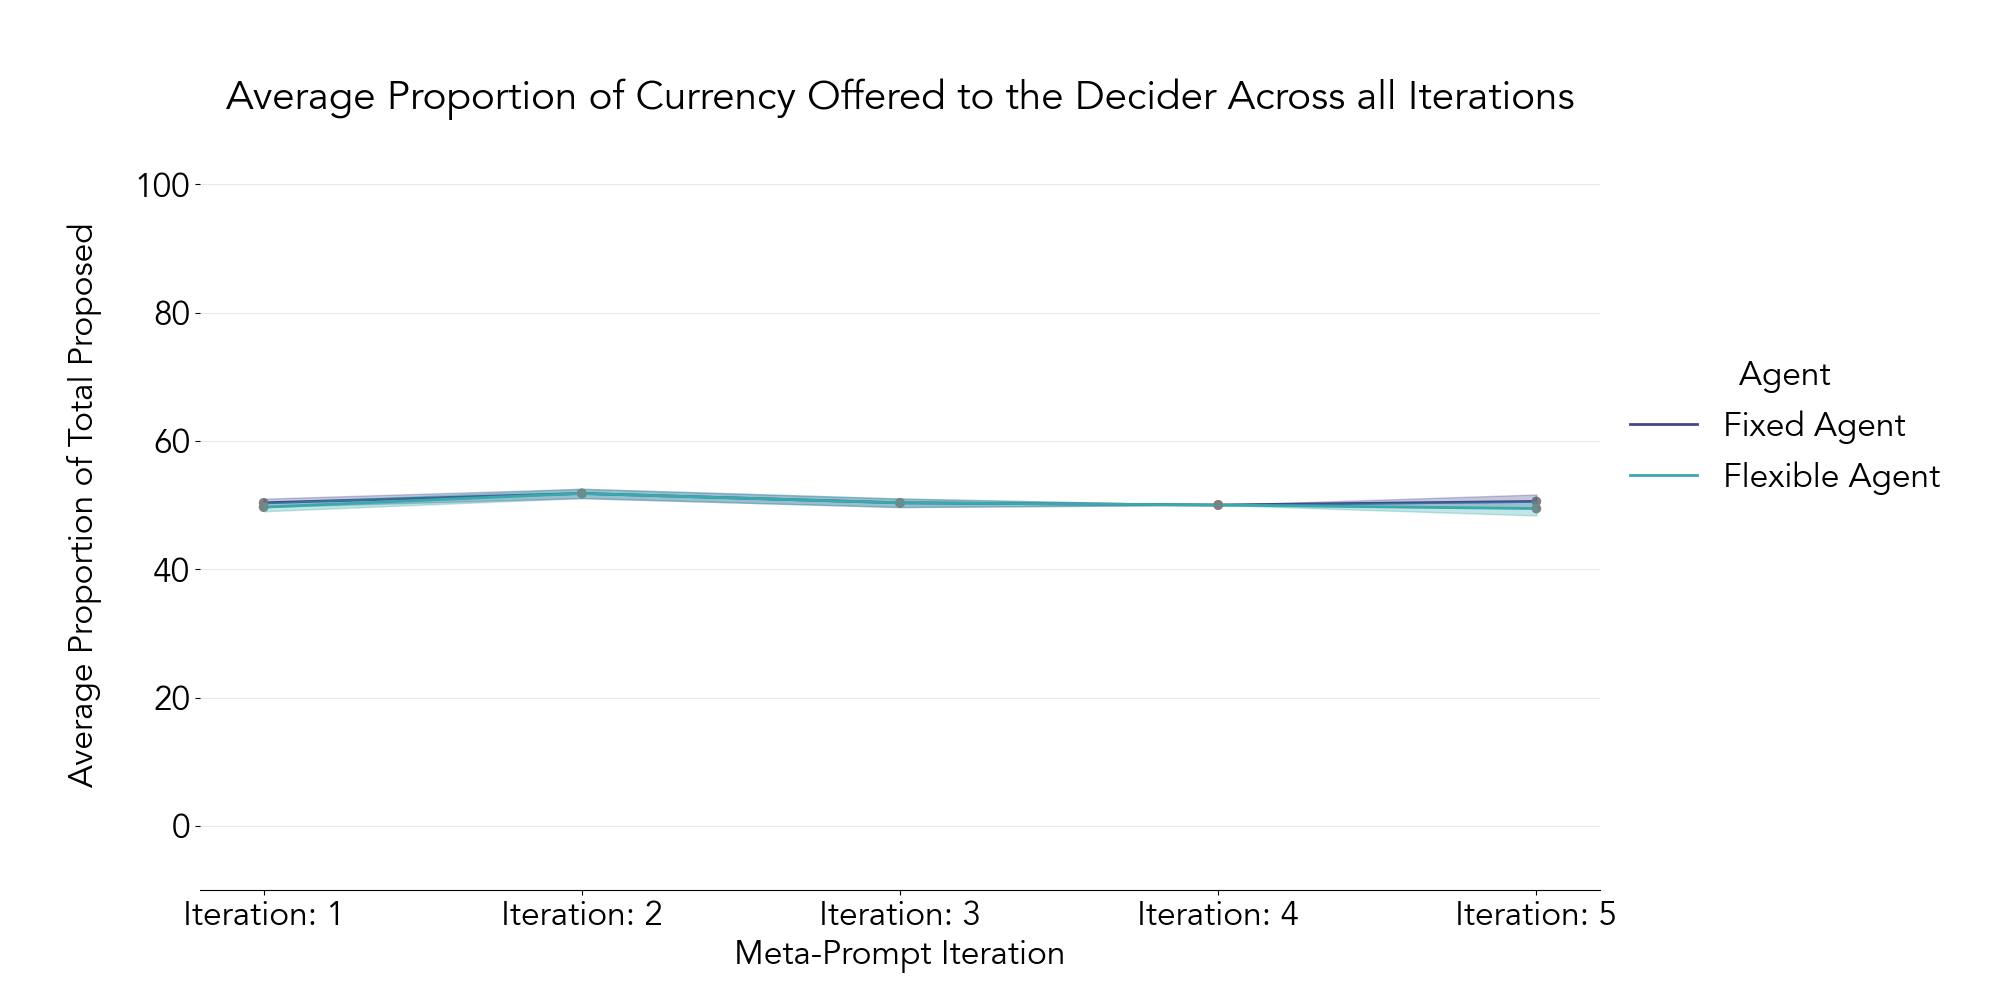 Average Proportion of Currency Offered to the Decider Across all Iterations
Average Proportion of Total Proposed
100
80
60
40
20
0
Iteration: 1
Iteration: 2
Iteration: 3
Iteration: 4
Iteration: 5
Meta-Prompt Iteration
Agent
Fixed Agent
Flexible Agent